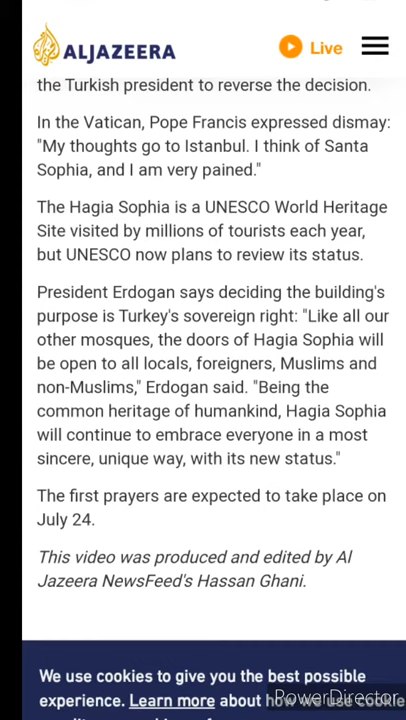 ALJAZEERA
Live
the Turkish president to reverse the decision.
In the Vatican, Pope Francis expressed dismay:
"My thoughts go to Istanbul. I think of Santa
Sophia, and I am very pained."
The Hagia Sophia is a UNESCO World Heritage
Site visited by millions of tourists each year,
but UNESCO now plans to review its status.
President Erdogan says deciding the building's
purpose is Turkey's sovereign right: "Like all our
other mosques, the doors of Hagia Sophia will
be open to all locals, foreigners, Muslims and
non-Muslims," Erdogan said. "Being the
common heritage of humankind, Hagia Sophia
will continue to embrace everyone in a most
sincere, unique way, with its new status."
The first prayers are expected to take place on
July 24.
This video was produced and edited by Al
Jazeera NewsFeed's Hassan Ghani.
We use cookies to give you the best possible
experience. Learn more about how we use cookie
PowerDirector